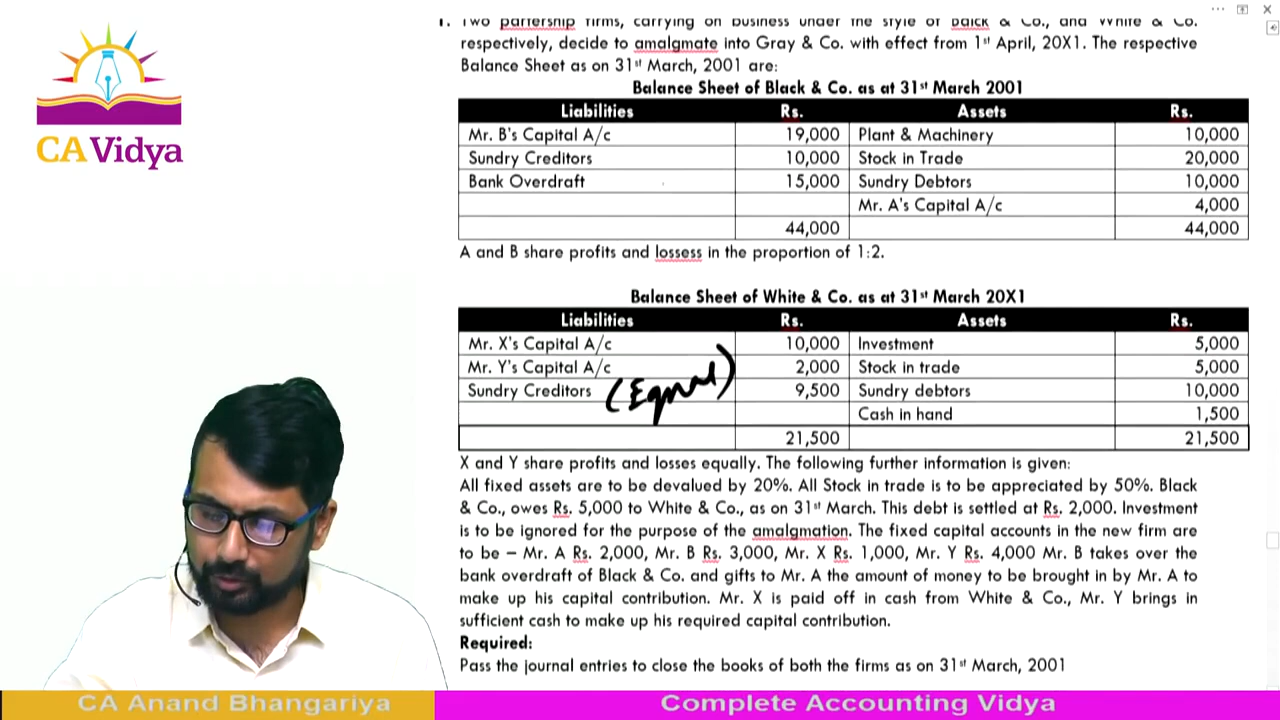 1. Two partership firms, carrying on business under the style of Balck & Co., and White & Co.
respectively, decide to amalgmate into Gray & Co. with effect from 1st April, 20X1. The respective
Balance Sheet as on 31st March, 2001 are:
Balance Sheet of Black & Co. as at 31st March 2001
Liabilities Rs. Assets Rs.
Mr. B's Capital A/c 19,000 Plant & Machinery 10,000
Sundry Creditors 10,000 Stock in Trade 20,000
Bank Overdraft 15,000 Sundry Debtors 10,000
Mr. A's Capital A/c 4,000
44,000 44,000
A and B share profits and lossess in the proportion of 1:2.
Balance Sheet of White & Co. as at 31st March 20X1
Liabilities Rs. Assets Rs.
Mr. X's Capital A/c 10,000 Investment 5,000
Mr. Y's Capital A/c 2,000 Stock in trade 5,000
Sundry Creditors (Equal) 9,500 Sundry debtors 10,000
Cash in hand 1,500
21,500 21,500
X and Y share profits and losses equally. The following further information is given:
All fixed assets are to be devalued by 20%. All Stock in trade is to be appreciated by 50%. Black
& Co., owes Rs. 5,000 to White & Co., as on 31st March. This debt is settled at Rs. 2,000. Investment
is to be ignored for the purpose of the amalgmation. The fixed capital accounts in the new firm are
to be – Mr. A Rs. 2,000, Mr. B Rs. 3,000, Mr. X Rs. 1,000, Mr. Y Rs. 4,000 Mr. B takes over the
bank overdraft of Black & Co. and gifts to Mr. A the amount of money to be brought in by Mr. A to
make up his capital contribution. Mr. X is paid off in cash from White & Co., Mr. Y brings in
sufficient cash to make up his required capital contribution.
Required:
Pass the journal entries to close the books of both the firms as on 31st March, 2001
CA Vidya
CA Anand Bhangariya
Complete Accounting Vidya